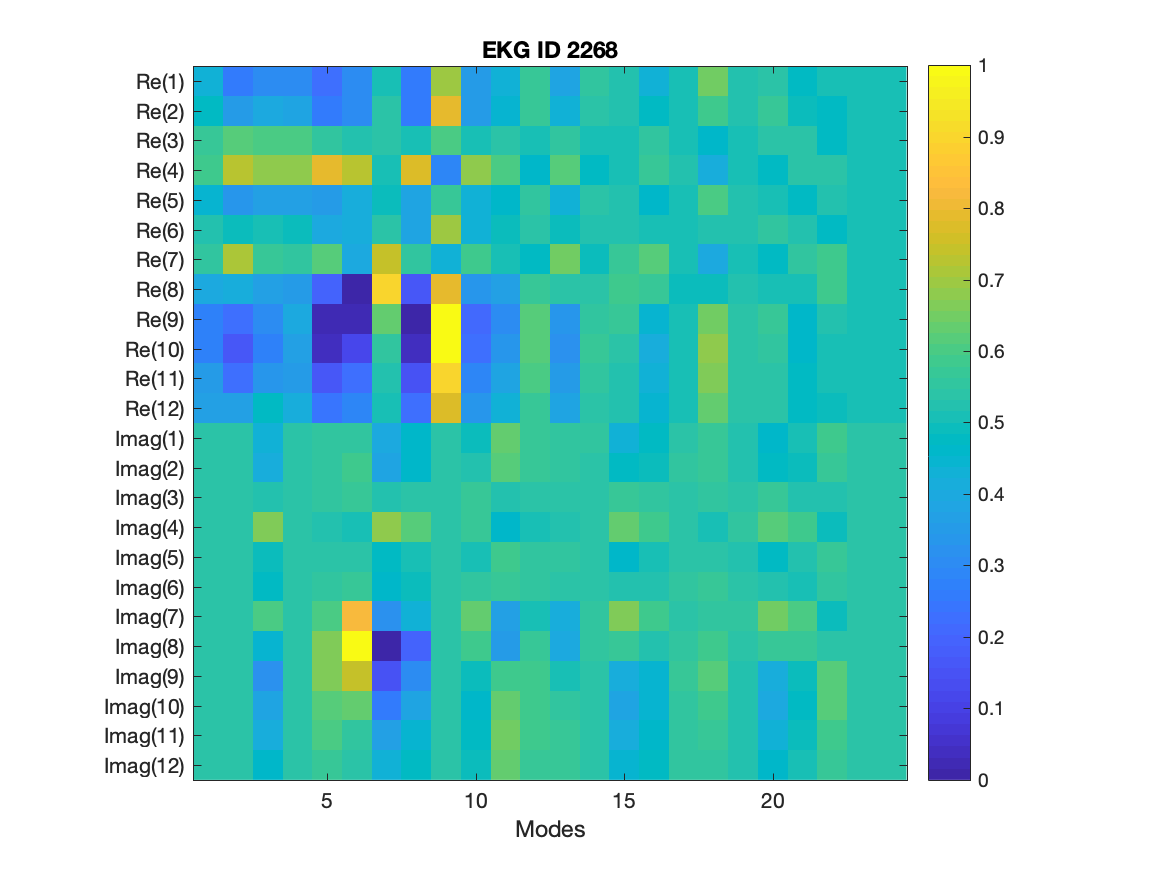 EKG ID 2268
Re(1)
Re(2)
Re(3)
Re(4)
Re(5)
Re(6)
Re(7)
Re(8)
Re(9)
Re(10)
Re(11)
Re(12)
Imag(1)
Imag(2)
Imag(3)
Imag(4)
Imag(5)
Imag(6)
Imag(7)
Imag(8)
Imag(9)
Imag(10)
Imag(11)
Imag(12)
5 10 15 20
Modes
1
0.9
0.8
0.7
0.6
0.5
0.4
0.3
0.2
0.1
0